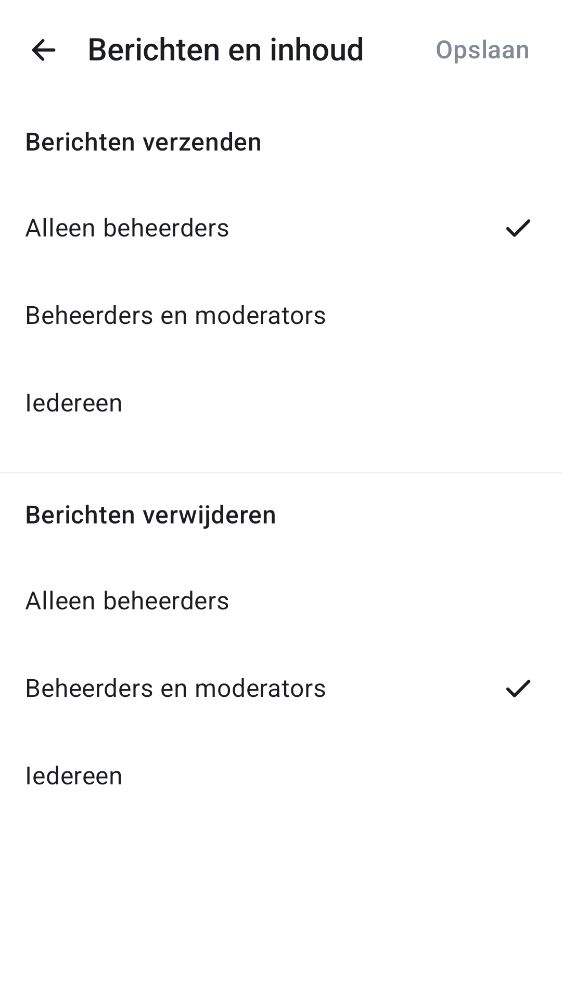 Berichten en inhoud
Opslaan
Berichten verzenden
Alleen beheerders
Beheerders en moderators
Iedereen
Berichten verwijderen
Alleen beheerders
Beheerders en moderators
Iedereen